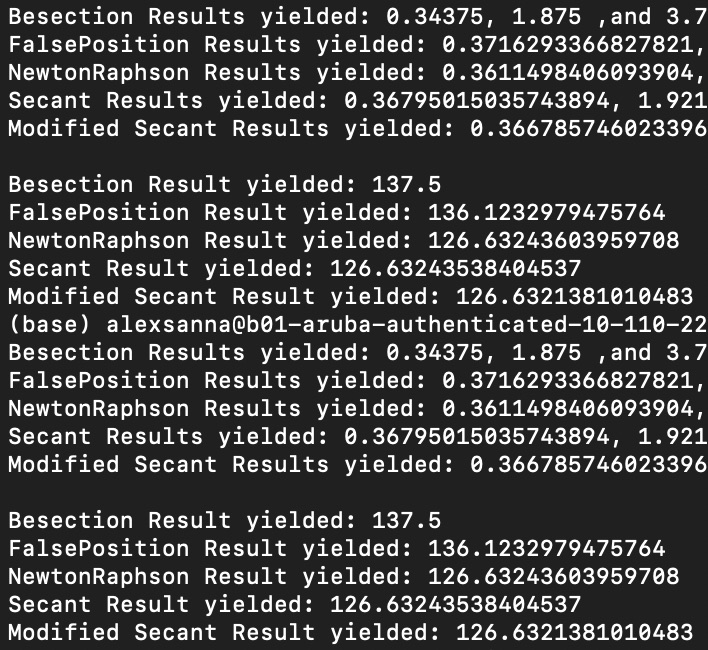 Besection Results yielded: 0.34375, 1.875 ,and 3.7
FalsePosition Results yielded: 0.3716293366827821,
NewtonRaphson Results yielded: 0.3611498406093904,
Secant Results yielded: 0.36795015035743894, 1.921
Modified Secant Results yielded: 0.366785746023396
Besection Result yielded: 137.5
FalsePosition Result yielded: 136.1232979475764
NewtonRaphson Result yielded: 126.63243603959708
Secant Result yielded: 126.63243538404537
Modified Secant Result yielded: 126.6321381010483
(base) alexsanna@b01-aruba-authenticated-10-110-22
Besection Results yielded: 0.34375, 1.875 ,and 3.7
FalsePosition Results yielded: 0.3716293366827821,
NewtonRaphson Results yielded: 0.3611498406093904,
Secant Results yielded: 0.36795015035743894, 1.921
Modified Secant Results yielded: 0.366785746023396
Besection Result yielded: 137.5
FalsePosition Result yielded: 136.1232979475764
NewtonRaphson Result yielded: 126.63243603959708
Secant Result yielded: 126.63243538404537
Modified Secant Result yielded: 126.6321381010483